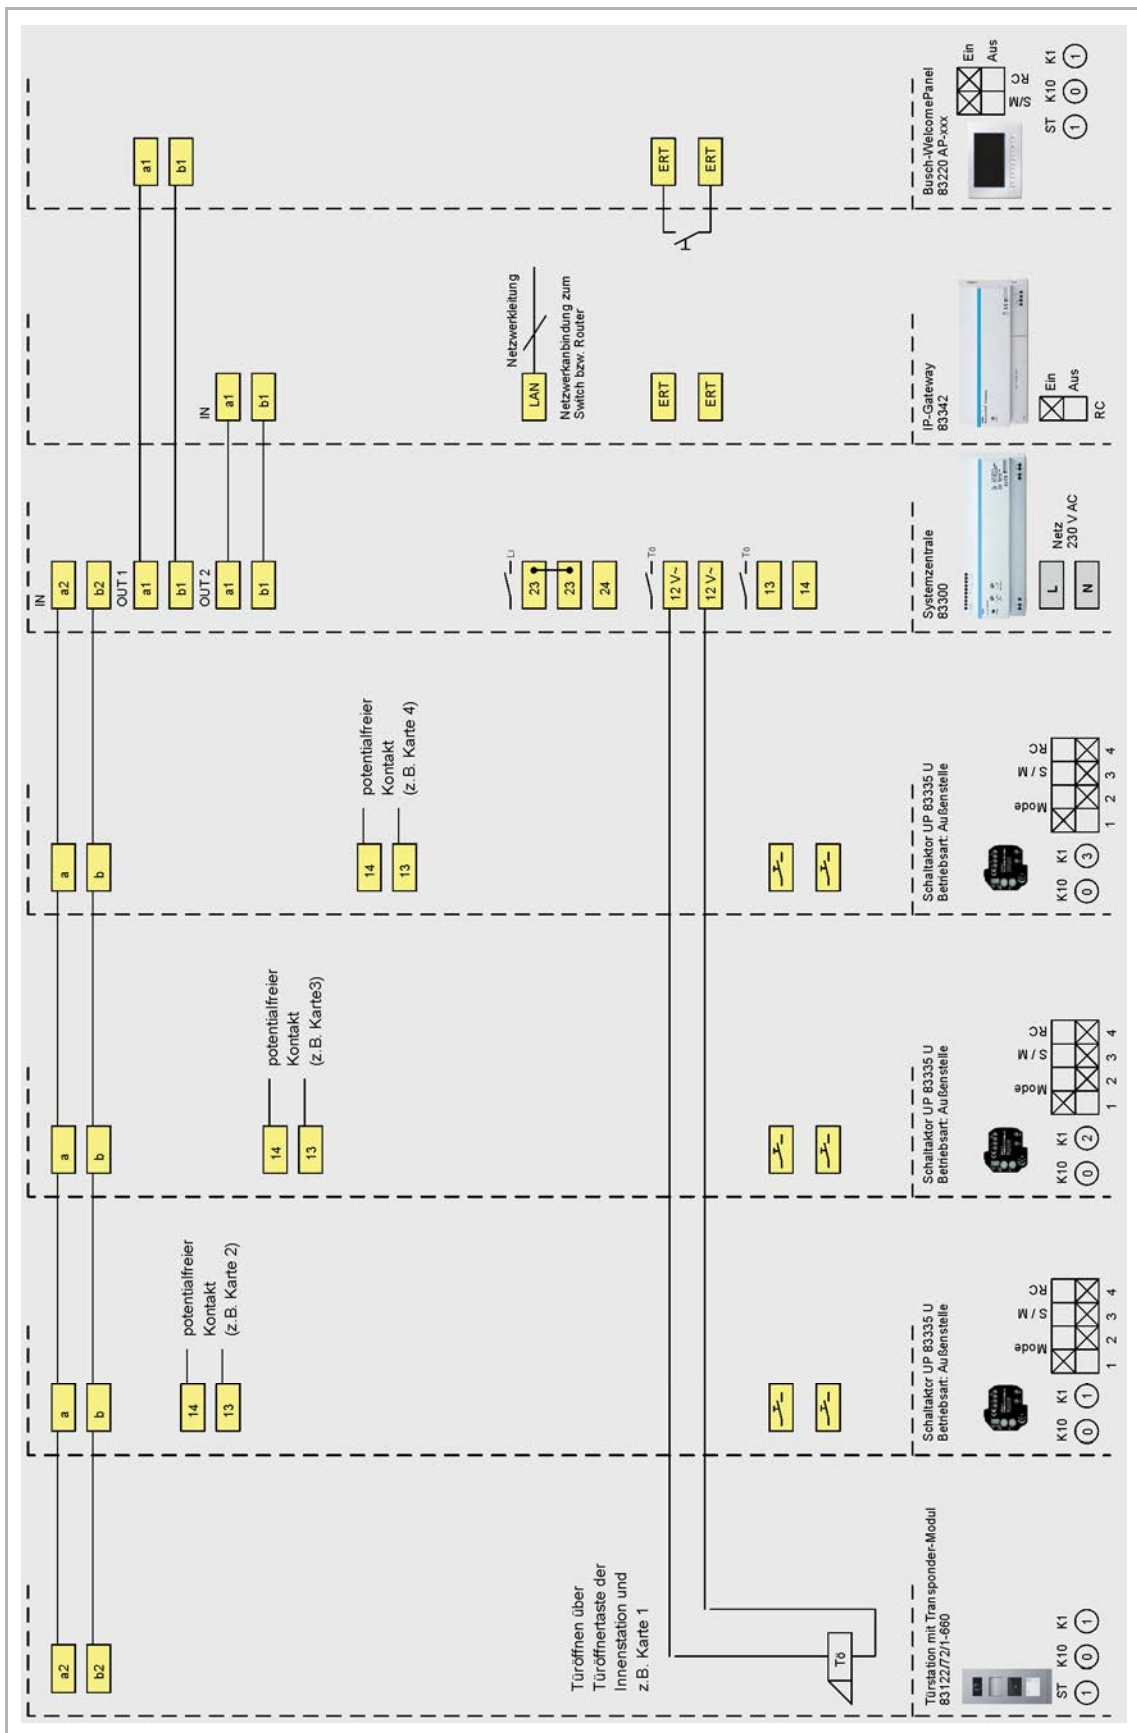 a2
b2
Türöffnen über
Türöffnertaste der
Innenstation und
z.B. Karte 1
Tö
Türstation mit Transponder-Modul
83122/72/1-660
ST K10 K1
1 0 1
a
b
14
13
potentialfreier
Kontakt
(z.B. Karte 2)
Schaltaktor UP 83335 U
Betriebsart: Außenstelle
Mode S / M RC
1 2 3 4
K10 K1
0 1
a
b
14
13
potentialfreier
Kontakt
(z.B. Karte3)
Schaltaktor UP 83335 U
Betriebsart: Außenstelle
Mode S / M RC
1 2 3 4
K10 K1
0 2
a
b
14
13
potentialfreier
Kontakt
(z.B. Karte 4)
Schaltaktor UP 83335 U
Betriebsart: Außenstelle
Mode S / M RC
1 2 3 4
K10 K1
0 3
IN
a2
b2
OUT 1
a1
b1
OUT 2
a1
b1
Li
23
23
24
Tö
12 V~
12 V~
Tö
13
14
Systemzentrale
83300
L
N
Netz
230 V AC
IN
a1
b1
LAN
Netzwerkleitung
Netzwerkanbindung zum
Switch bzw. Router
ERT
ERT
IP-Gateway
83342
Ein
Aus
RC
a1
b1
ERT
ERT
Busch-WelcomePanel
83220 AP-xxx
Ein
Aus
S/M RC
ST K10 K1
1 0 1